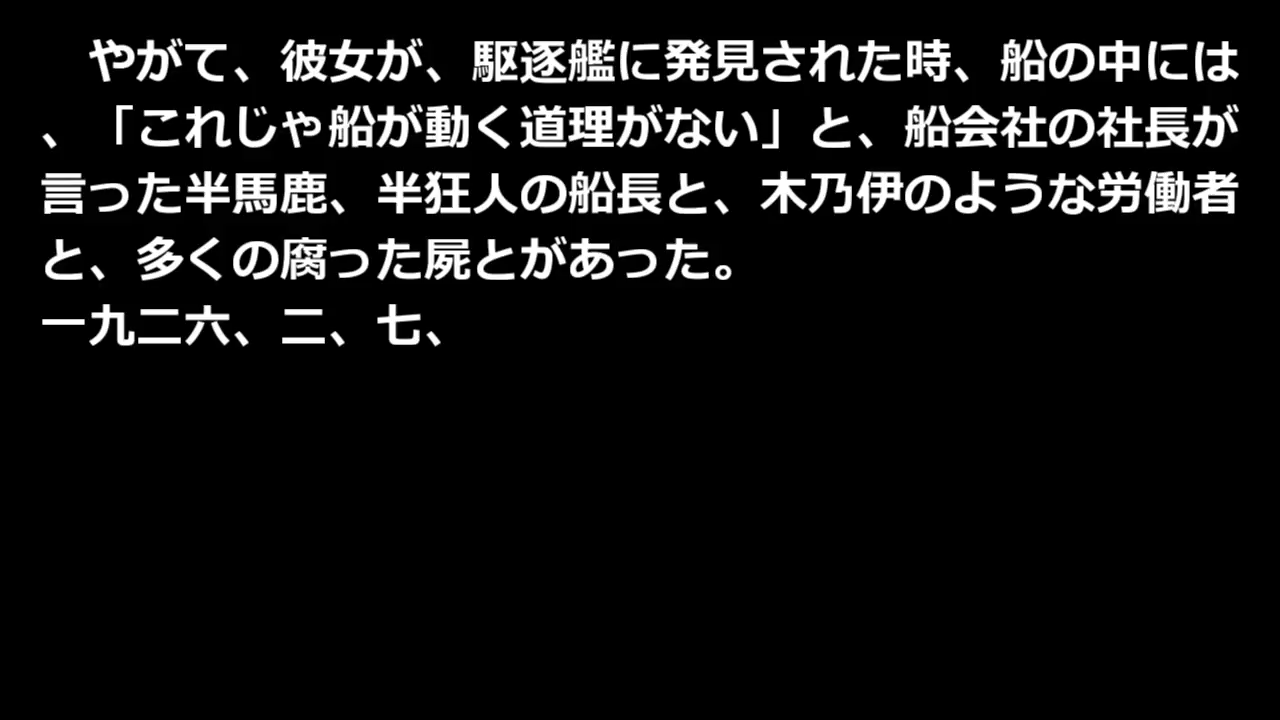 やがて、彼女が、駆逐艦に発見された時、船の中には
、「これじゃ船が動く道理がない」と、船会社の社長が
言った半馬鹿、半狂人の船長と、木乃伊のような労働者
と、多くの腐った屍とがあった。
一九二六、二、七、